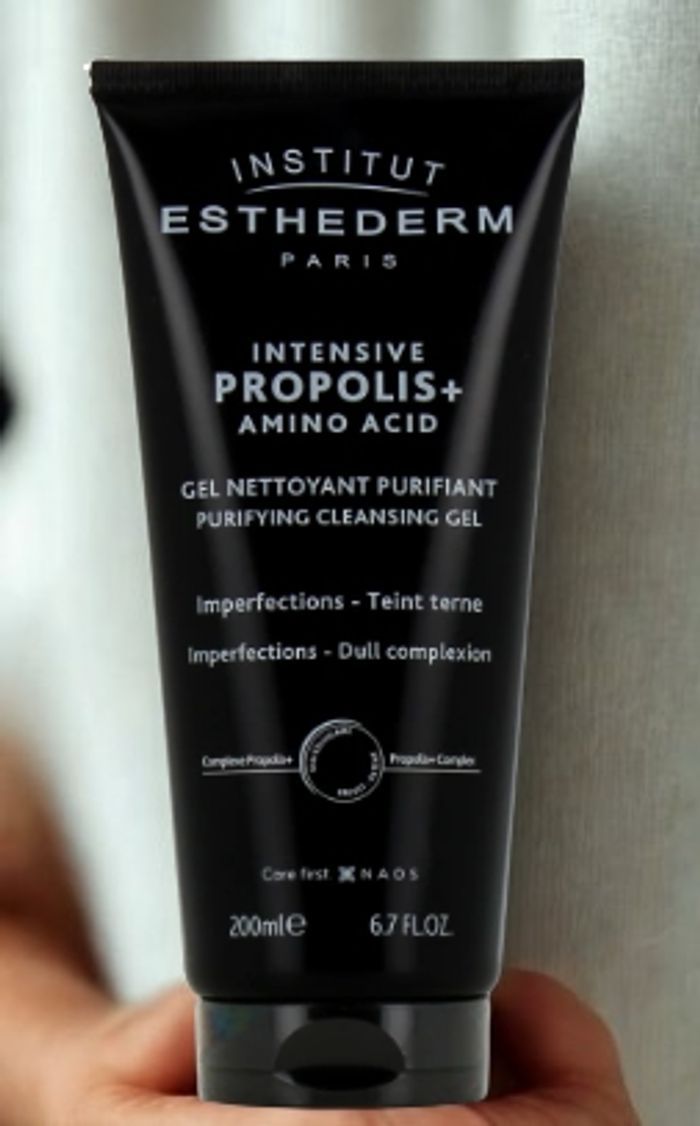 INSTITUT
ESTHEDERM
PARIS
INTENSIVE
PROPOLIS+
AMINO ACID
GEL NETTOYANT PURIFIANT
PURIFYING CLEANSING GEL
Imperfections - Teint terne
Imperfections - Dull complexion
Complexe Propolis+ Propolis+ Complex
Care first NAOS
200ml℮ 6.7 FL.OZ.